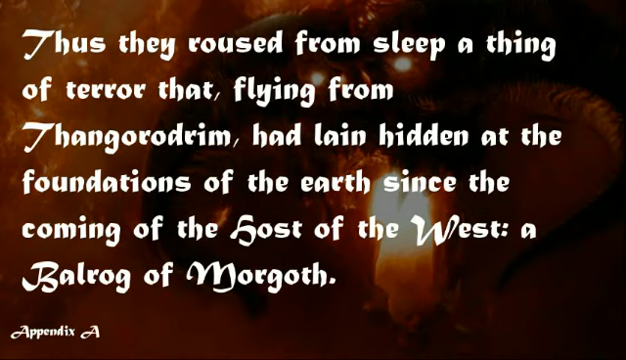 Thus they roused from sleep a thing
of terror that, flying from
Thangorodrim, had lain hidden at the
foundations of the earth since the
coming of the Host of the West: a
Balrog of Morgoth.
Appendix A